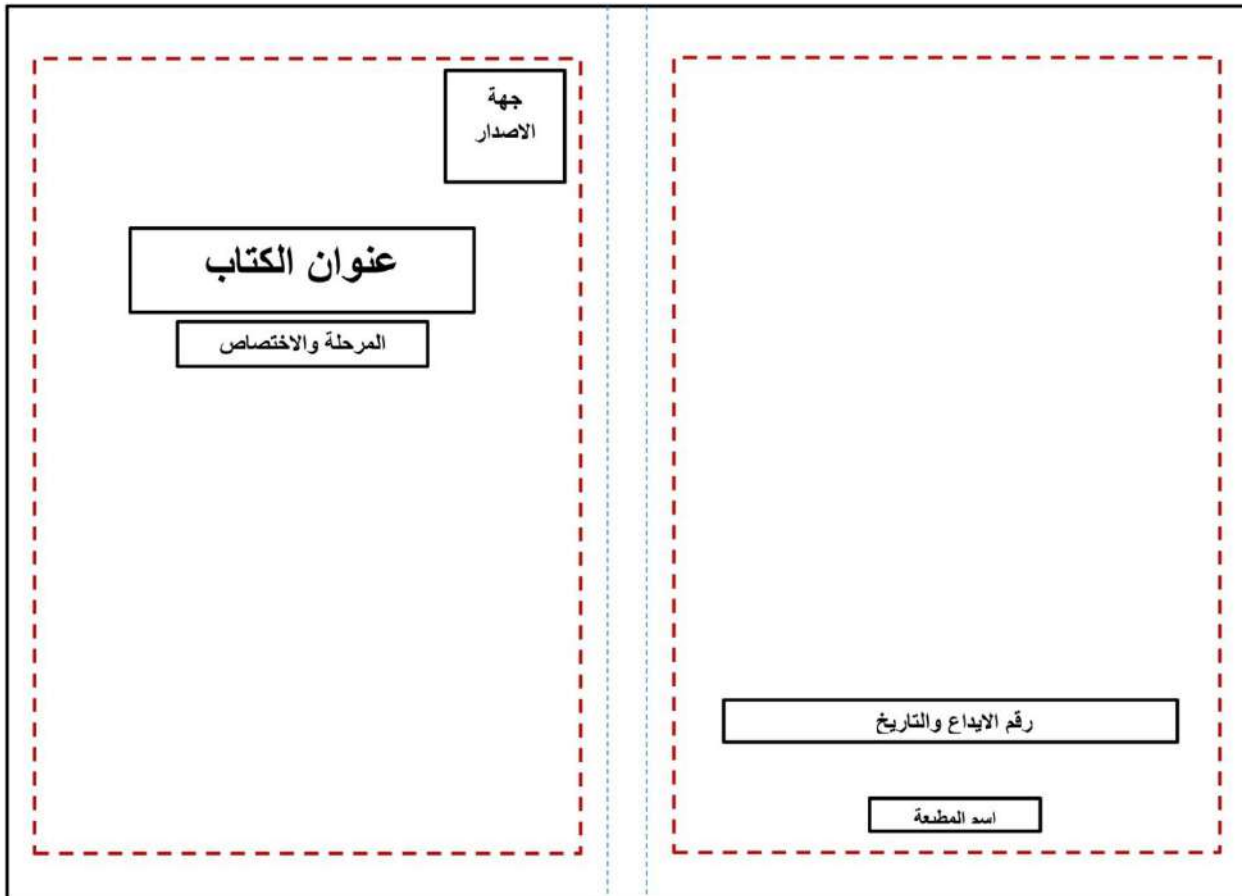 جهة
الاصدار
عنوان الكتاب
المرحلة والاختصاص
رقم الايداع والتاريخ
اسم المطبعة